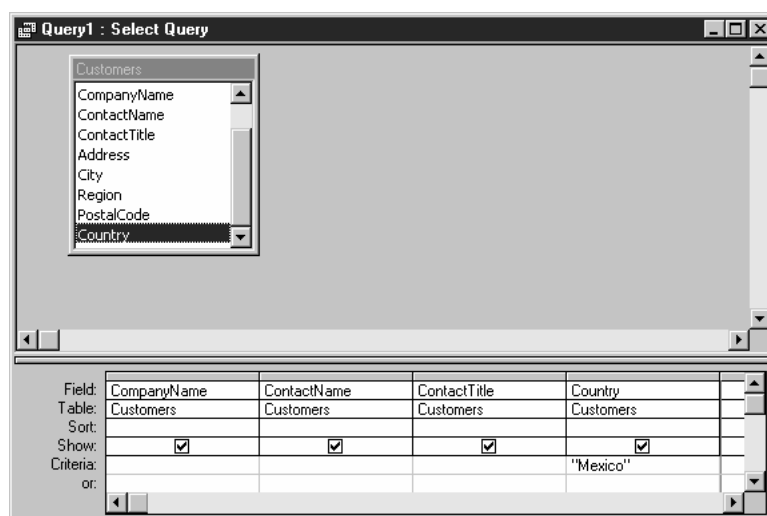 Query1 : Select Query
Customers
CompanyName
ContactName
ContactTitle
Address
City
Region
PostalCode
Country
Field: CompanyName ContactName ContactTitle Country
Table: Customers Customers Customers Customers
Sort:
Show:
Criteria: "Mexico"
or: